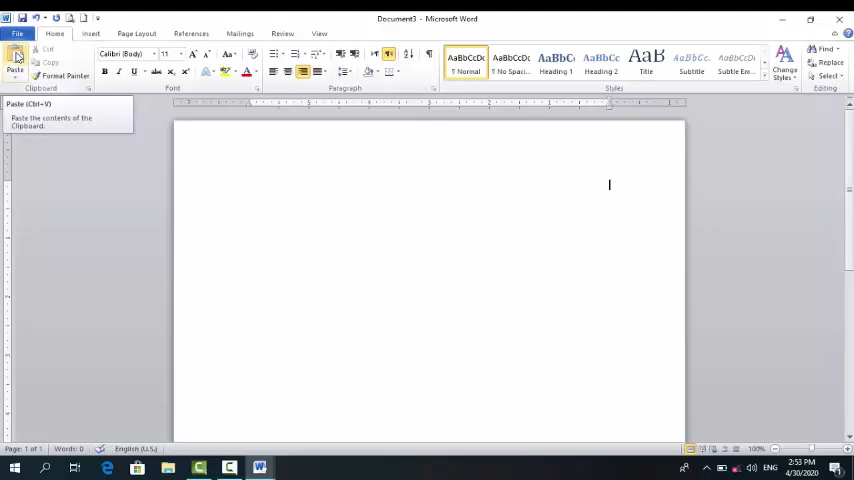 Document3 - Microsoft Word
File Home Insert Page Layout References Mailings Review View
Paste
Cut
Copy
Format Painter
Clipboard
Calibri (Body) 11
Font
Paragraph
AaBbCcDc
¶ Normal
AaBbCcDc
¶ No Spaci...
AaBbC
Heading 1
AaBbCc
Heading 2
AaB
Title
AaBbCc.
Subtitle
AaBbCcD
Subtle Em...
Change
Styles
Styles
Find
Replace
Select
Editing
Paste (Ctrl+V)
Paste the contents of the
Clipboard.
Page: 1 of 1 Words: 0 English (U.S.) 100%
ENG
2:53 PM
4/30/2020